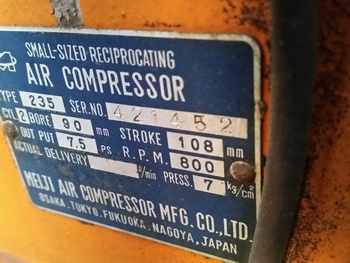 SMALL-SIZED RECIPROCATING
AIR COMPRESSOR
TYPE 235 SER.NO. 421452
CYL 2 BORE 90 mm STROKE 108 mm
OUT PUT 7.5 PS R.P.M. 800
ACTUAL DELIVERY ℓ/min PRESS. 7 kg/cm²
MEIJI AIR COMPRESSOR MFG. CO., LTD.
OSAKA, TOKYO, FUKUOKA, NAGOYA, JAPAN